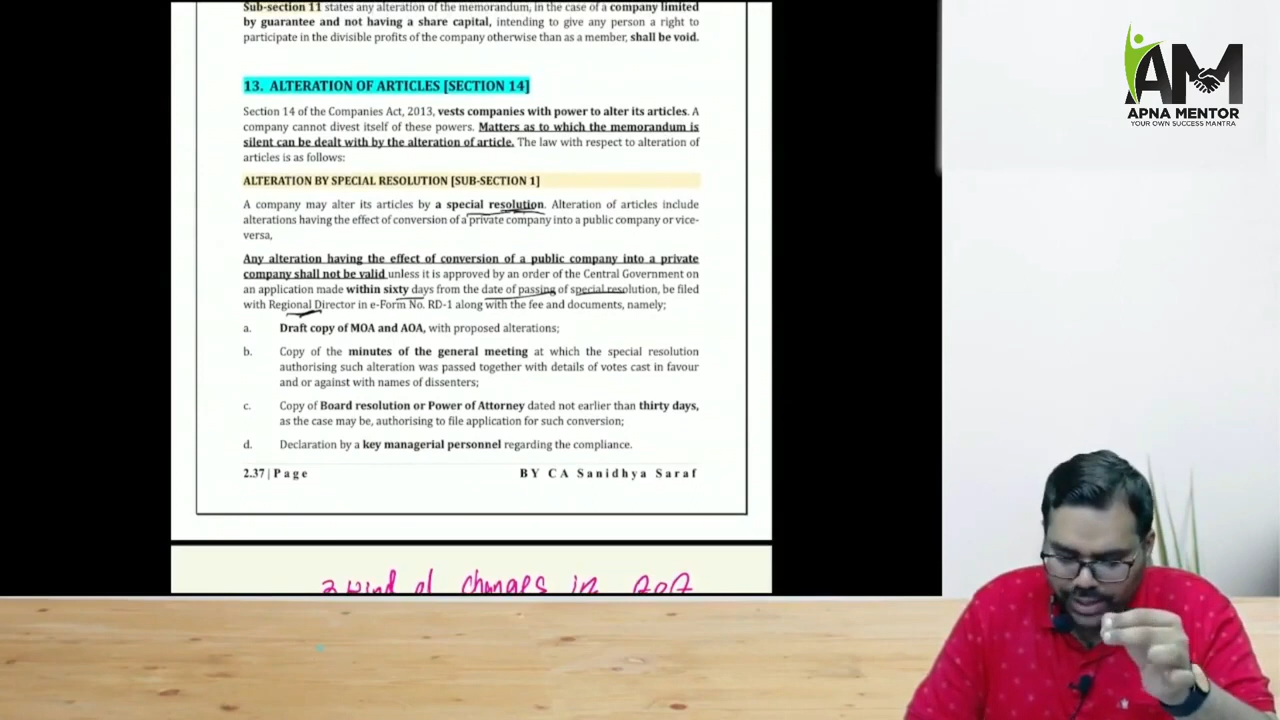 Sub-section 11 states any alteration of the memorandum, in the case of a company limited
by guarantee and not having a share capital, intending to give any person a right to
participate in the divisible profits of the company otherwise than as a member, shall be void.
13. ALTERATION OF ARTICLES [SECTION 14]
Section 14 of the Companies Act, 2013, vests companies with power to alter its articles. A
company cannot divest itself of these powers. Matters as to which the memorandum is
silent can be dealt with by the alteration of article. The law with respect to alteration of
articles is as follows:
ALTERATION BY SPECIAL RESOLUTION [SUB-SECTION 1]
A company may alter its articles by a special resolution. Alteration of articles include
alterations having the effect of conversion of a private company into a public company or vice-
versa,
Any alteration having the effect of conversion of a public company into a private
company shall not be valid unless it is approved by an order of the Central Government on
an application made within sixty days from the date of passing of special resolution, be filed
with Regional Director in e-Form No. RD-1 along with the fee and documents, namely;
a. Draft copy of MOA and AOA, with proposed alterations;
b. Copy of the minutes of the general meeting at which the special resolution
authorising such alteration was passed together with details of votes cast in favour
and or against with names of dissenters;
c. Copy of Board resolution or Power of Attorney dated not earlier than thirty days,
as the case may be, authorising to file application for such conversion;
d. Declaration by a key managerial personnel regarding the compliance.
2.37 | Page BY CA Sanidhya Saraf
changes in AOA
AM
APNA MENTOR
YOUR OWN SUCCESS MANTRA